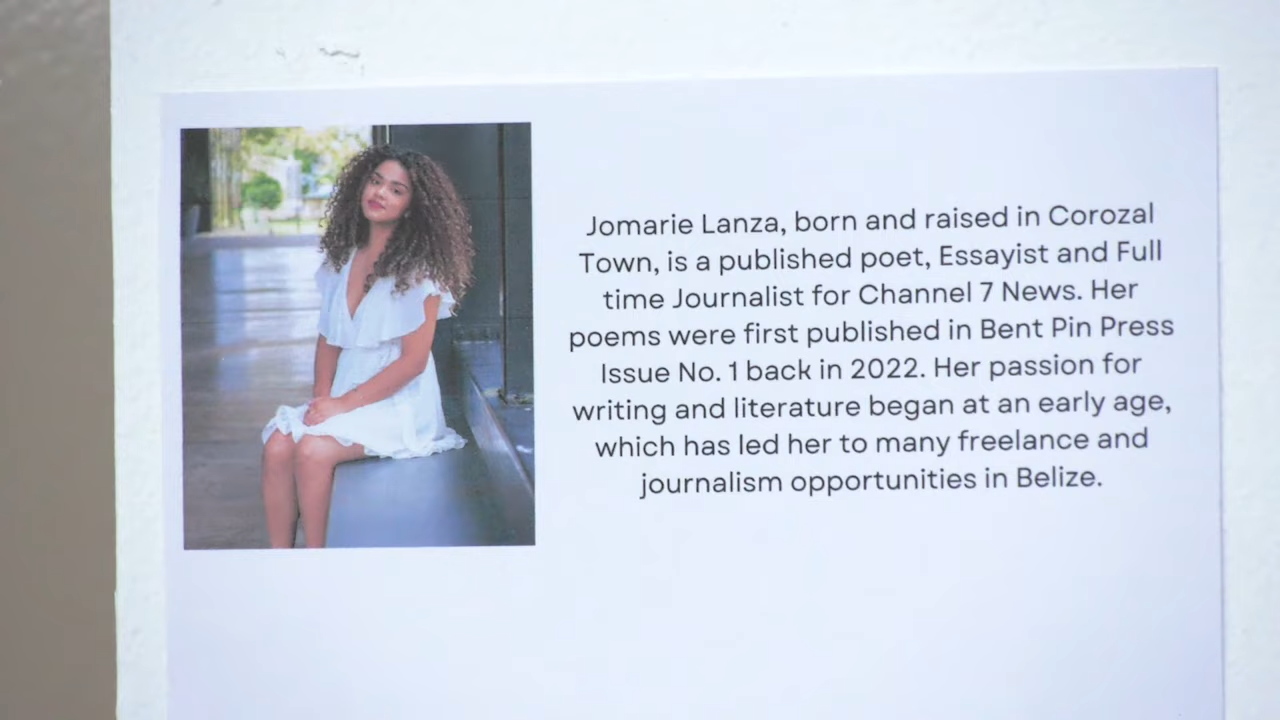 Jomarie Lanza, born and raised in Corozal
Town, is a published poet, Essayist and Full
time Journalist for Channel 7 News. Her
poems were first published in Bent Pin Press
Issue No. 1 back in 2022. Her passion for
writing and literature began at an early age,
which has led her to many freelance and
journalism opportunities in Belize.